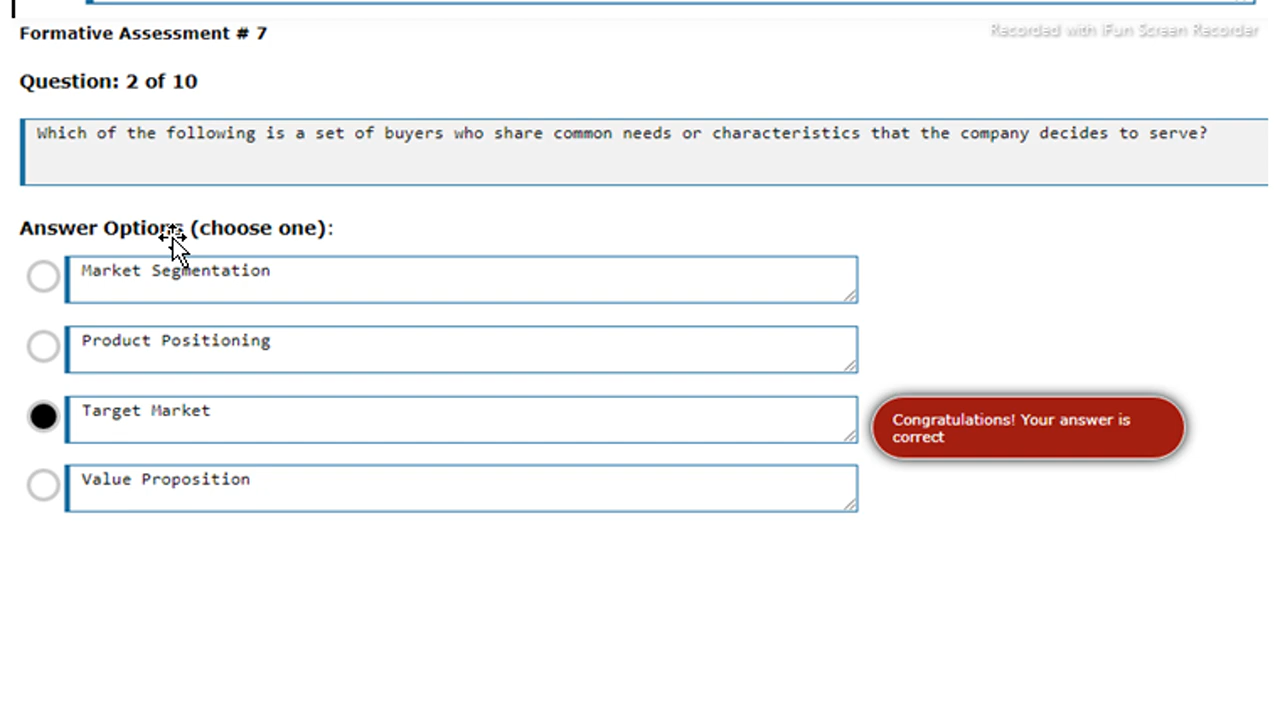 Formative Assessment # 7
Recorded with iFun Screen Recorder
Question: 2 of 10
Which of the following is a set of buyers who share common needs or characteristics that the company decides to serve?
Answer Options (choose one):
Market Segmentation
Product Positioning
Target Market
Congratulations! Your answer is
correct
Value Proposition